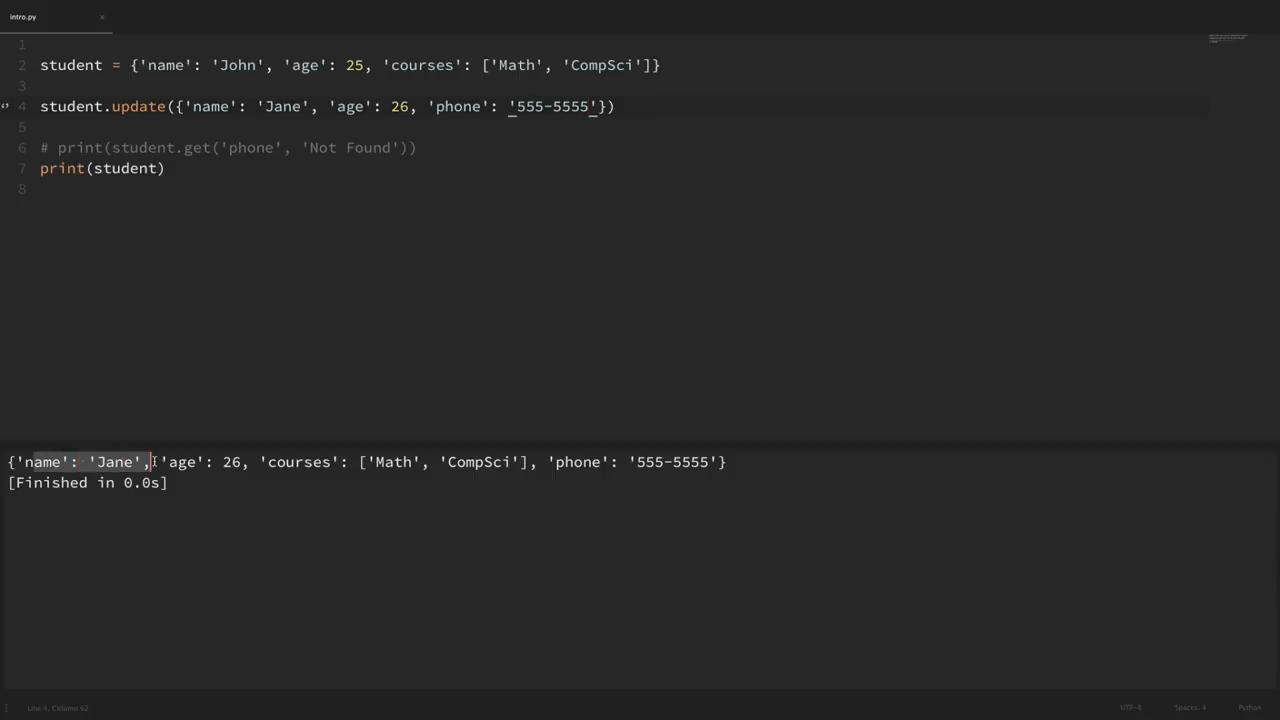 intro.py ×
1
2 student = {'name': 'John', 'age': 25, 'courses': ['Math', 'CompSci']}
3
4 student.update({'name': 'Jane', 'age': 26, 'phone': '555-5555'})
5
6 # print(student.get('phone', 'Not Found'))
7 print(student)
8
{'name': 'Jane', 'age': 26, 'courses': ['Math', 'CompSci'], 'phone': '555-5555'}
[Finished in 0.0s]
Line 4, Column 62 UTF-8 Spaces: 4 Python